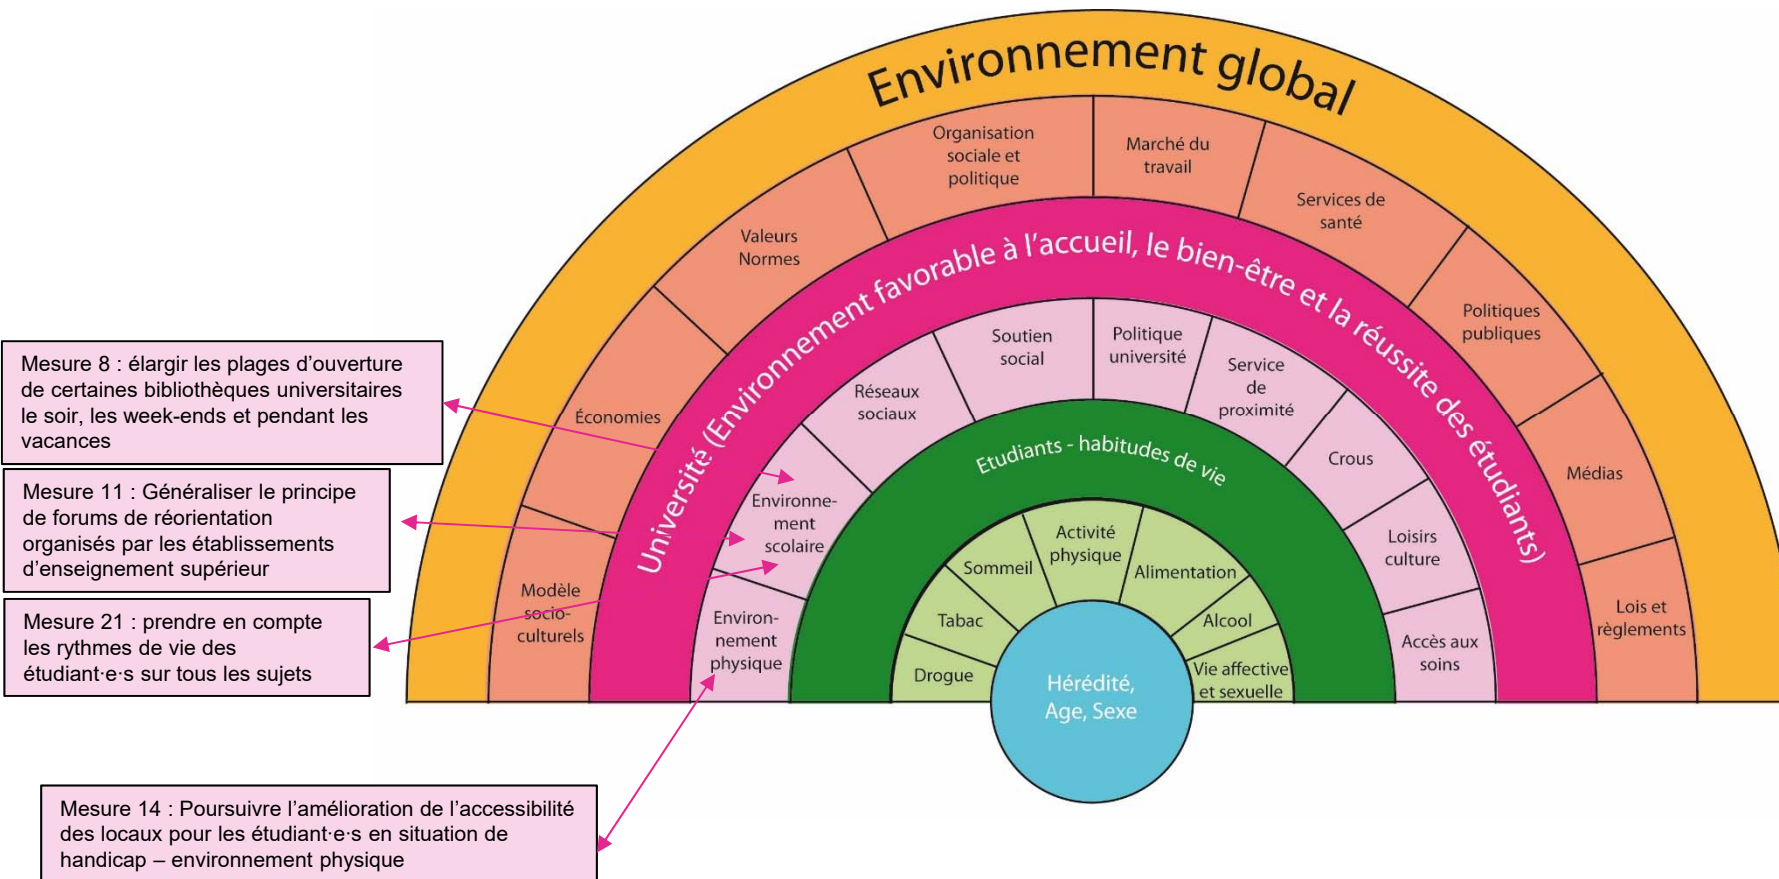 Environnement global
Organisation
sociale et
politique
Marché du
travail
Services de
santé
Valeurs
Normes
Politiques
publiques
Économies
Médias
Modèle
socio-
culturels
Lois et
règlements
Université (Environnement favorable à l'accueil, le bien-être et la réussite des étudiants)
Soutien
social
Politique
université
Service
de
proximité
Réseaux
sociaux
Crous
Environne-
ment
scolaire
Loisirs
culture
Environ-
nement
physique
Accès aux
soins
Etudiants - habitudes de vie
Activité
physique
Sommeil
Alimentation
Tabac
Alcool
Drogue
Vie affective
et sexuelle
Hérédité,
Age, Sexe
Mesure 8 : élargir les plages d'ouverture
de certaines bibliothèques universitaires
le soir, les week-ends et pendant les
vacances
Mesure 11 : Généraliser le principe
de forums de réorientation
organisés par les établissements
d'enseignement supérieur
Mesure 21 : prendre en compte
les rythmes de vie des
étudiant·e·s sur tous les sujets
Mesure 14 : Poursuivre l'amélioration de l'accessibilité
des locaux pour les étudiant·e·s en situation de
handicap – environnement physique